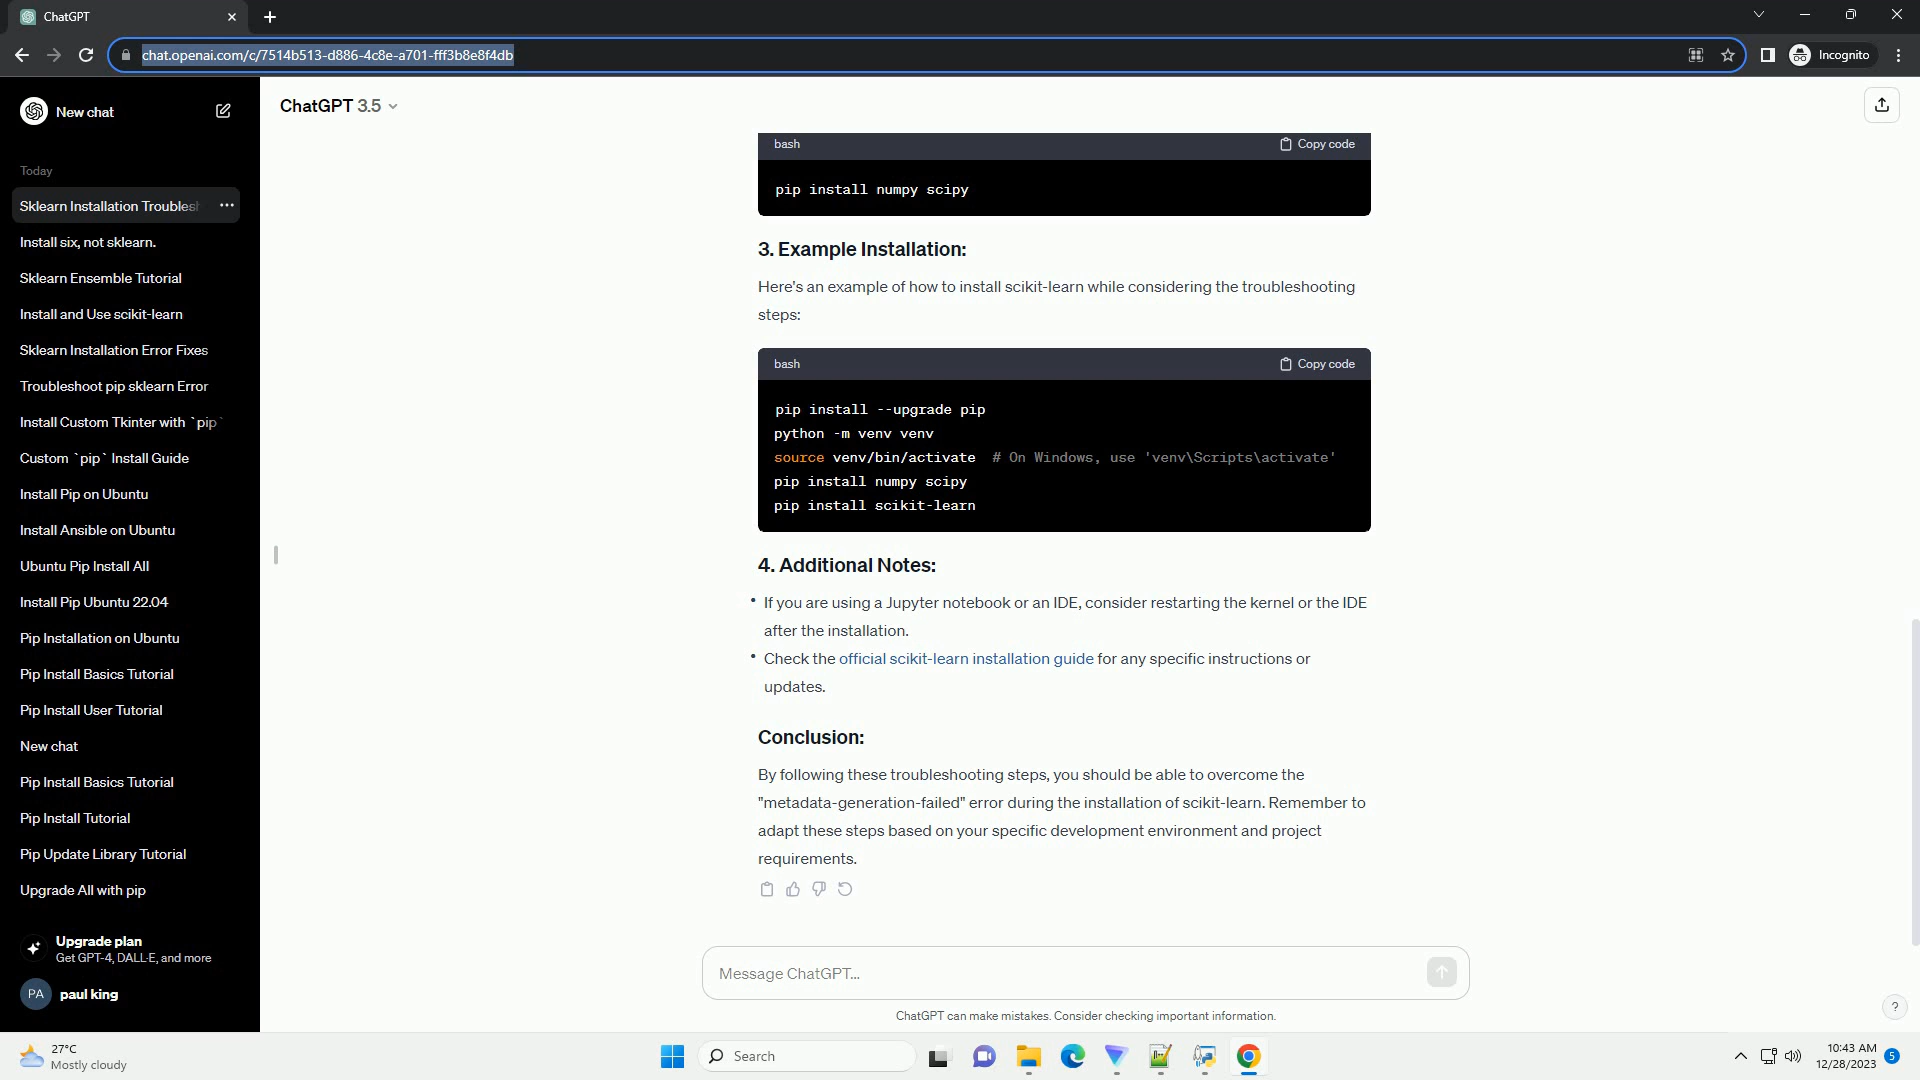 ChatGPT
chat.openai.com/c/7514b513-d886-4c8e-a701-fff3b8e8f4db
Incognito
New chat
Today
Sklearn Installation Troubles
Install six, not sklearn.
Sklearn Ensemble Tutorial
Install and Use scikit-learn
Sklearn Installation Error Fixes
Troubleshoot pip sklearn Error
Install Custom Tkinter with `pip`
Custom `pip` Install Guide
Install Pip on Ubuntu
Install Ansible on Ubuntu
Ubuntu Pip Install All
Install Pip Ubuntu 22.04
Pip Installation on Ubuntu
Pip Install Basics Tutorial
Pip Install User Tutorial
New chat
Pip Install Basics Tutorial
Pip Install Tutorial
Pip Update Library Tutorial
Upgrade All with pip
Upgrade plan
Get GPT-4, DALL·E, and more
PA paul king
ChatGPT 3.5
bash Copy code
pip install numpy scipy
3. Example Installation:
Here's an example of how to install scikit-learn while considering the troubleshooting
steps:
bash Copy code
pip install --upgrade pip
python -m venv venv
source venv/bin/activate # On Windows, use 'venv\Scripts\activate'
pip install numpy scipy
pip install scikit-learn
4. Additional Notes:
• If you are using a Jupyter notebook or an IDE, consider restarting the kernel or the IDE
after the installation.
• Check the official scikit-learn installation guide for any specific instructions or
updates.
Conclusion:
By following these troubleshooting steps, you should be able to overcome the
"metadata-generation-failed" error during the installation of scikit-learn. Remember to
adapt these steps based on your specific development environment and project
requirements.
Message ChatGPT...
ChatGPT can make mistakes. Consider checking important information.
?
27°C
Mostly cloudy
Search
10:43 AM
12/28/2023
5